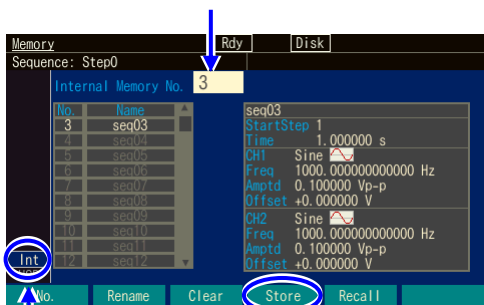 Memory Rdy Disk
Sequence: Step0
Internal Memory No. 3
No. Name
3 seq03
4 seq04
5 seq05
6 seq06
7 seq07
8 seq08
9 seq09
10 seq10
11 seq11
12 seq12
seq03
StartStep 1
Time 1.000000 s
CH1 Sine
Freq 1000.000000000000 Hz
Amptd 0.100000 Vp-p
Offset +0.000000 V
CH2 Sine
Freq 1000.000000000000 Hz
Amptd 0.100000 Vp-p
Offset +0.000000 V
Int
No. Rename Clear Store Recall